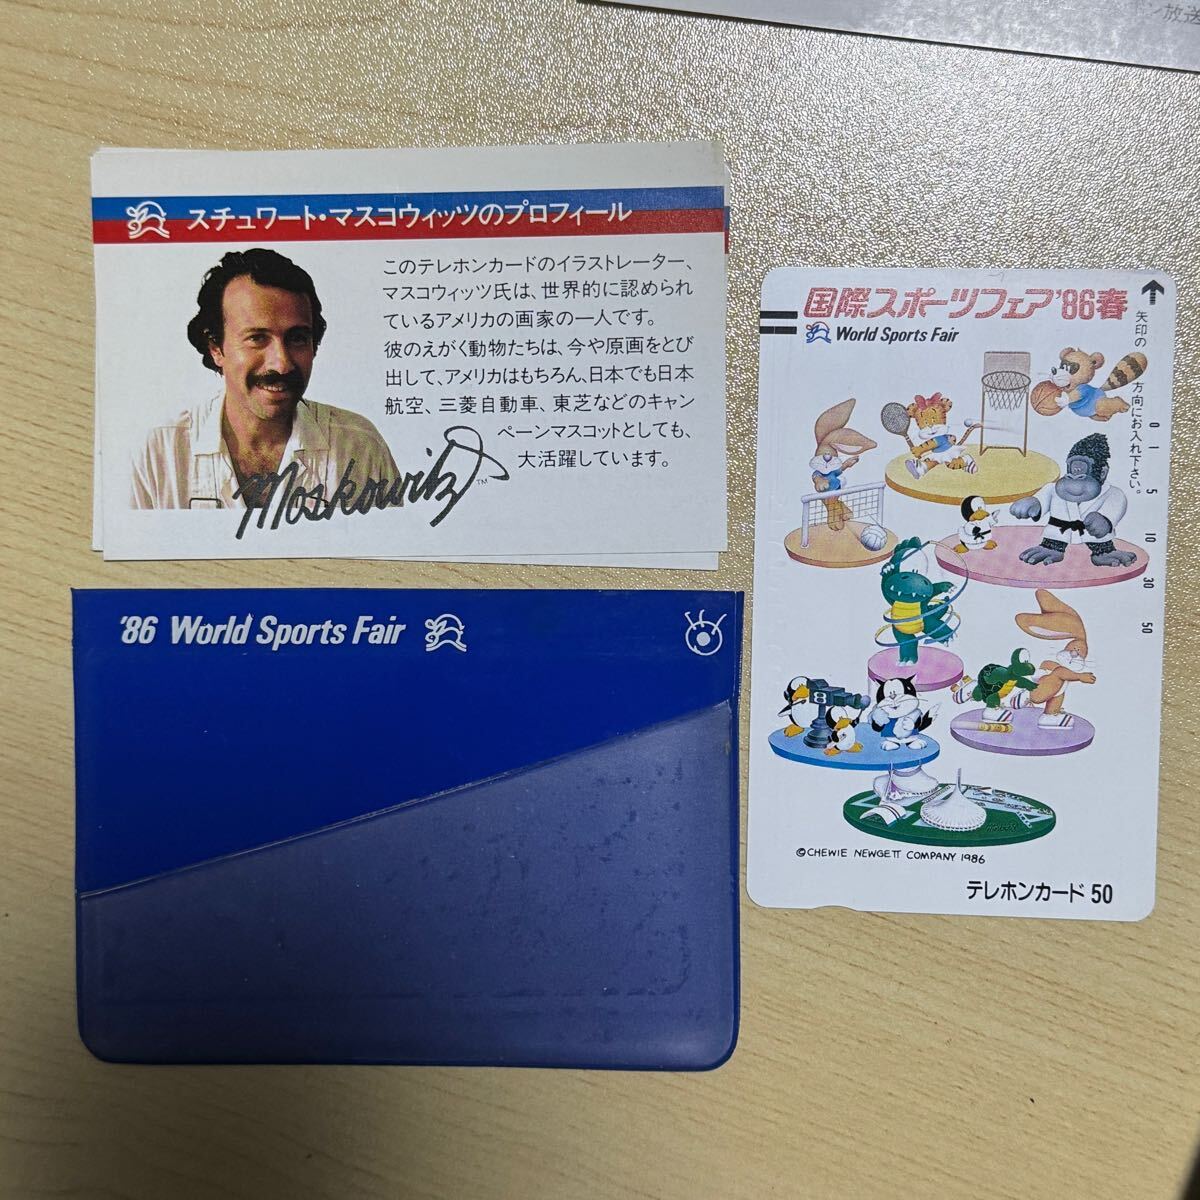 ン放送
スチュワート・マスコウィッツのプロフィール
このテレホンカードのイラストレーター、
マスコウィッツ氏は、世界的に認められ
ているアメリカの画家の一人です。
彼のえがく動物たちは、今や原画をとび
出して、アメリカはもちろん、日本でも日本
航空、三菱自動車、東芝などのキャン
ペーンマスコットとしても、
大活躍しています。
Moskowitz™
'86 World Sports Fair
国際スポーツフェア'86春
World Sports Fair
矢印の方向にお入れ下さい。
0
1
5
10
30
50
8
©CHEWIE NEWGETT COMPANY 1986
テレホンカード 50